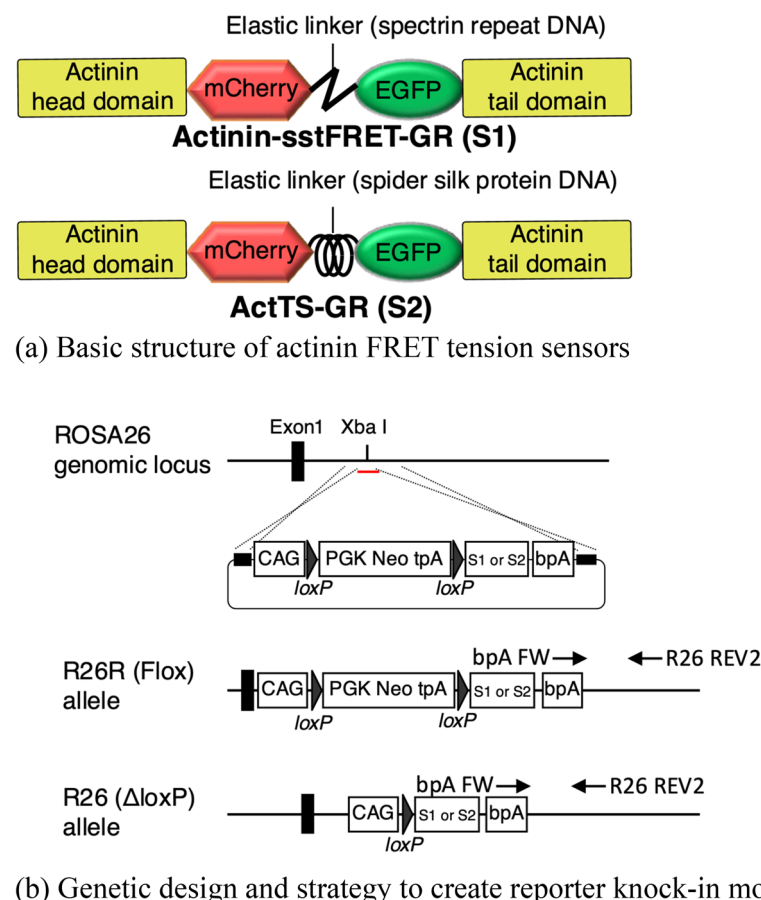 Elastic linker (spectrin repeat DNA)
Actinin
head domain
mCherry
EGFP
Actinin
tail domain
Actinin-sstFRET-GR (S1)
Elastic linker (spider silk protein DNA)
Actinin
head domain
mCherry
EGFP
Actinin
tail domain
ActTS-GR (S2)
(a) Basic structure of actinin FRET tension sensors
ROSA26
genomic locus
Exon1
Xba I
CAG
PGK Neo tpA
S1 or S2
bpA
loxP
loxP
R26R (Flox)
allele
bpA FW
R26 REV2
CAG
PGK Neo tpA
S1 or S2
bpA
loxP
loxP
R26 (ΔloxP)
allele
bpA FW
R26 REV2
CAG
S1 or S2
bpA
loxP
(b) Genetic design and strategy to create reporter knock-in